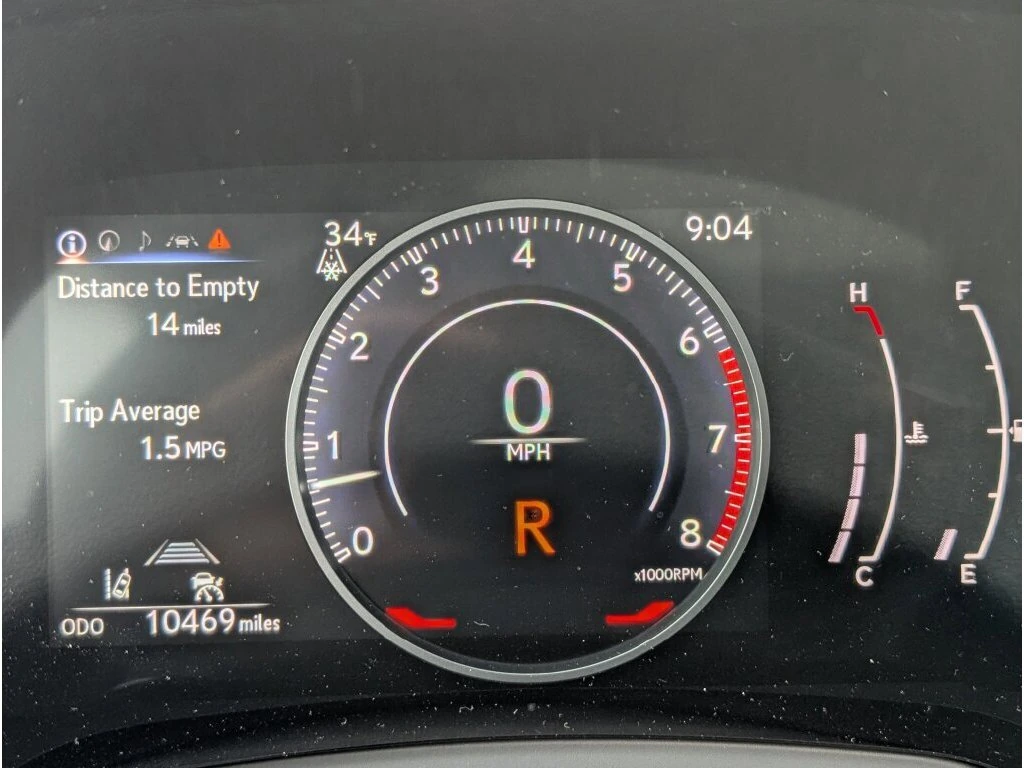 34°F
9:04
Distance to Empty
14 miles
Trip Average
1.5 MPG
ODO 10469 miles
0
1
2
3
4
5
6
7
8
0
MPH
R
x1000RPM
H
C
F
E